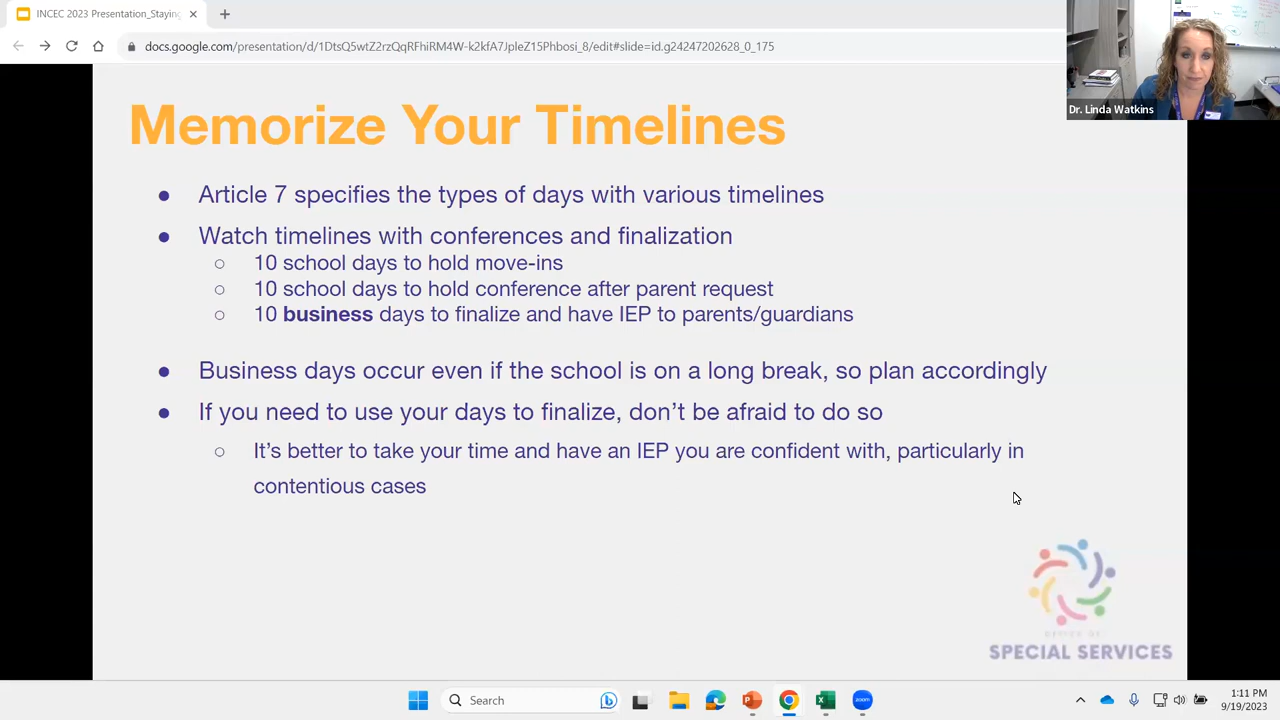 INCEC 2023 Presentation_Staying
docs.google.com/presentation/d/1DtsQ5wtZ2rzQqRFhiRM4W-k2kfA7JpleZ15Phbosi_8/edit#slide=id.g24247202628_0_175
Dr. Linda Watkins
Memorize Your Timelines
● Article 7 specifies the types of days with various timelines
● Watch timelines with conferences and finalization
○ 10 school days to hold move-ins
○ 10 school days to hold conference after parent request
○ 10 business days to finalize and have IEP to parents/guardians
● Business days occur even if the school is on a long break, so plan accordingly
● If you need to use your days to finalize, don’t be afraid to do so
○ It’s better to take your time and have an IEP you are confident with, particularly in
contentious cases
OFFICE OF
SPECIAL SERVICES
Search
zoom
1:11 PM
9/19/2023